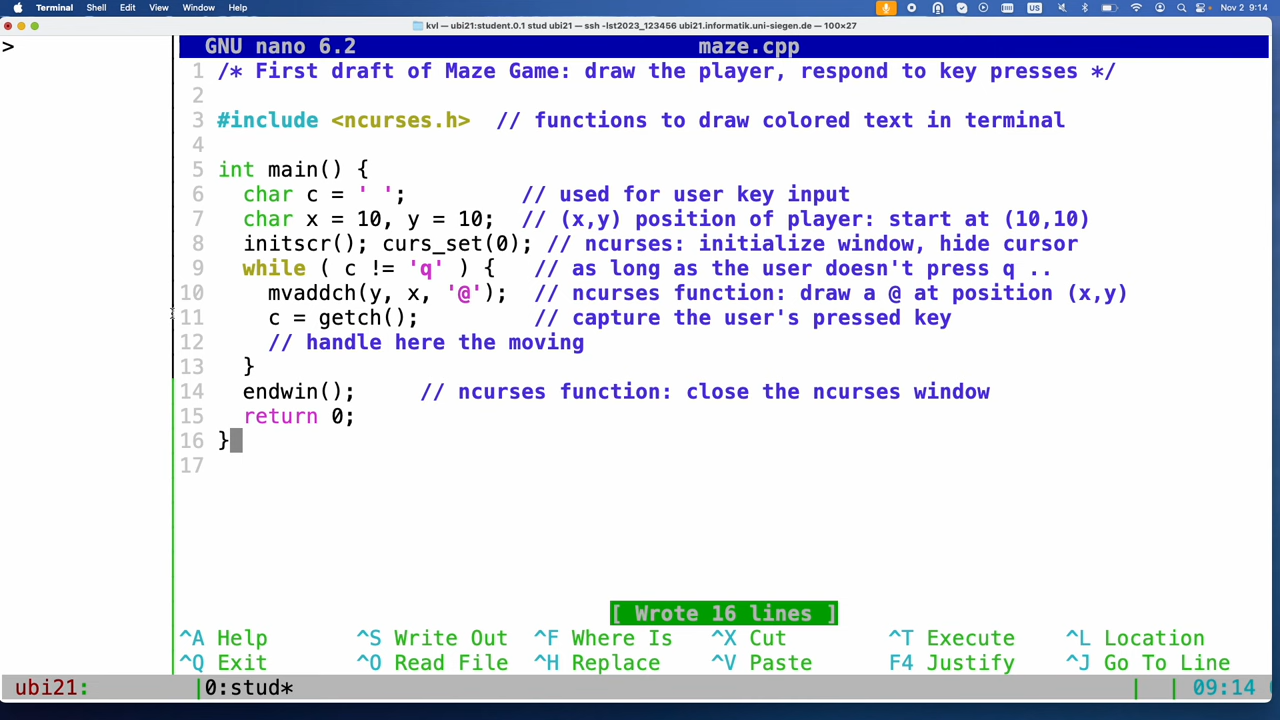 Terminal Shell Edit View Window Help US Nov 2 9:14
kvl — ubi21:student.0.1 stud ubi21 — ssh -lst2023_123456 ubi21.informatik.uni-siegen.de — 100×27
>
GNU nano 6.2 maze.cpp
1 /* First draft of Maze Game: draw the player, respond to key presses */
2
3 #include <ncurses.h>  // functions to draw colored text in terminal
4
5 int main() {
6   char c = ' ';         // used for user key input
7   char x = 10, y = 10;  // (x,y) position of player: start at (10,10)
8   initscr(); curs_set(0); // ncurses: initialize window, hide cursor
9   while ( c != 'q' ) {   // as long as the user doesn't press q ..
10     mvaddch(y, x, '@');  // ncurses function: draw a @ at position (x,y)
11     c = getch();         // capture the user's pressed key
12     // handle here the moving
13   }
14   endwin();     // ncurses function: close the ncurses window
15   return 0;
16 }
17
[ Wrote 16 lines ]
^A Help ^S Write Out ^F Where Is ^X Cut ^T Execute ^L Location
^Q Exit ^O Read File ^H Replace ^V Paste F4 Justify ^J Go To Line
ubi21: |0:stud* | | 09:14